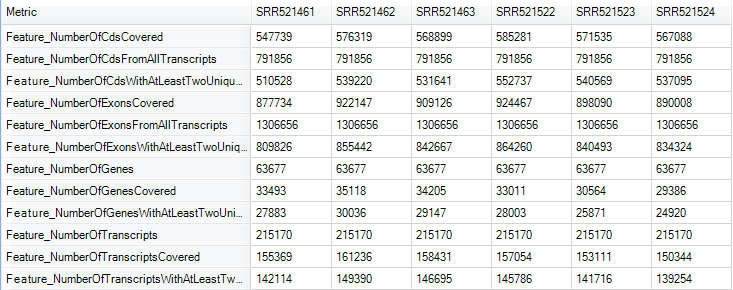 Metric SRR521461 SRR521462 SRR521463 SRR521522 SRR521523 SRR521524
Feature_NumberOfCdsCovered 547739 576319 568899 585281 571535 567088
Feature_NumberOfCdsFromAllTranscripts 791856 791856 791856 791856 791856 791856
Feature_NumberOfCdsWithAtLeastTwoUniqu... 510528 539220 531641 552737 540569 537095
Feature_NumberOfExonsCovered 877734 922147 909126 924467 898090 890008
Feature_NumberOfExonsFromAllTranscripts 1306656 1306656 1306656 1306656 1306656 1306656
Feature_NumberOfExonsWithAtLeastTwoUniq... 809826 855442 842667 864260 840493 834324
Feature_NumberOfGenes 63677 63677 63677 63677 63677 63677
Feature_NumberOfGenesCovered 33493 35118 34205 33011 30564 29386
Feature_NumberOfGenesWithAtLeastTwoUni... 27883 30036 29147 28003 25871 24920
Feature_NumberOfTranscripts 215170 215170 215170 215170 215170 215170
Feature_NumberOfTranscriptsCovered 155369 161236 158431 157054 153111 150344
Feature_NumberOfTranscriptsWithAtLeastTw... 142114 149390 146695 145786 141716 139254